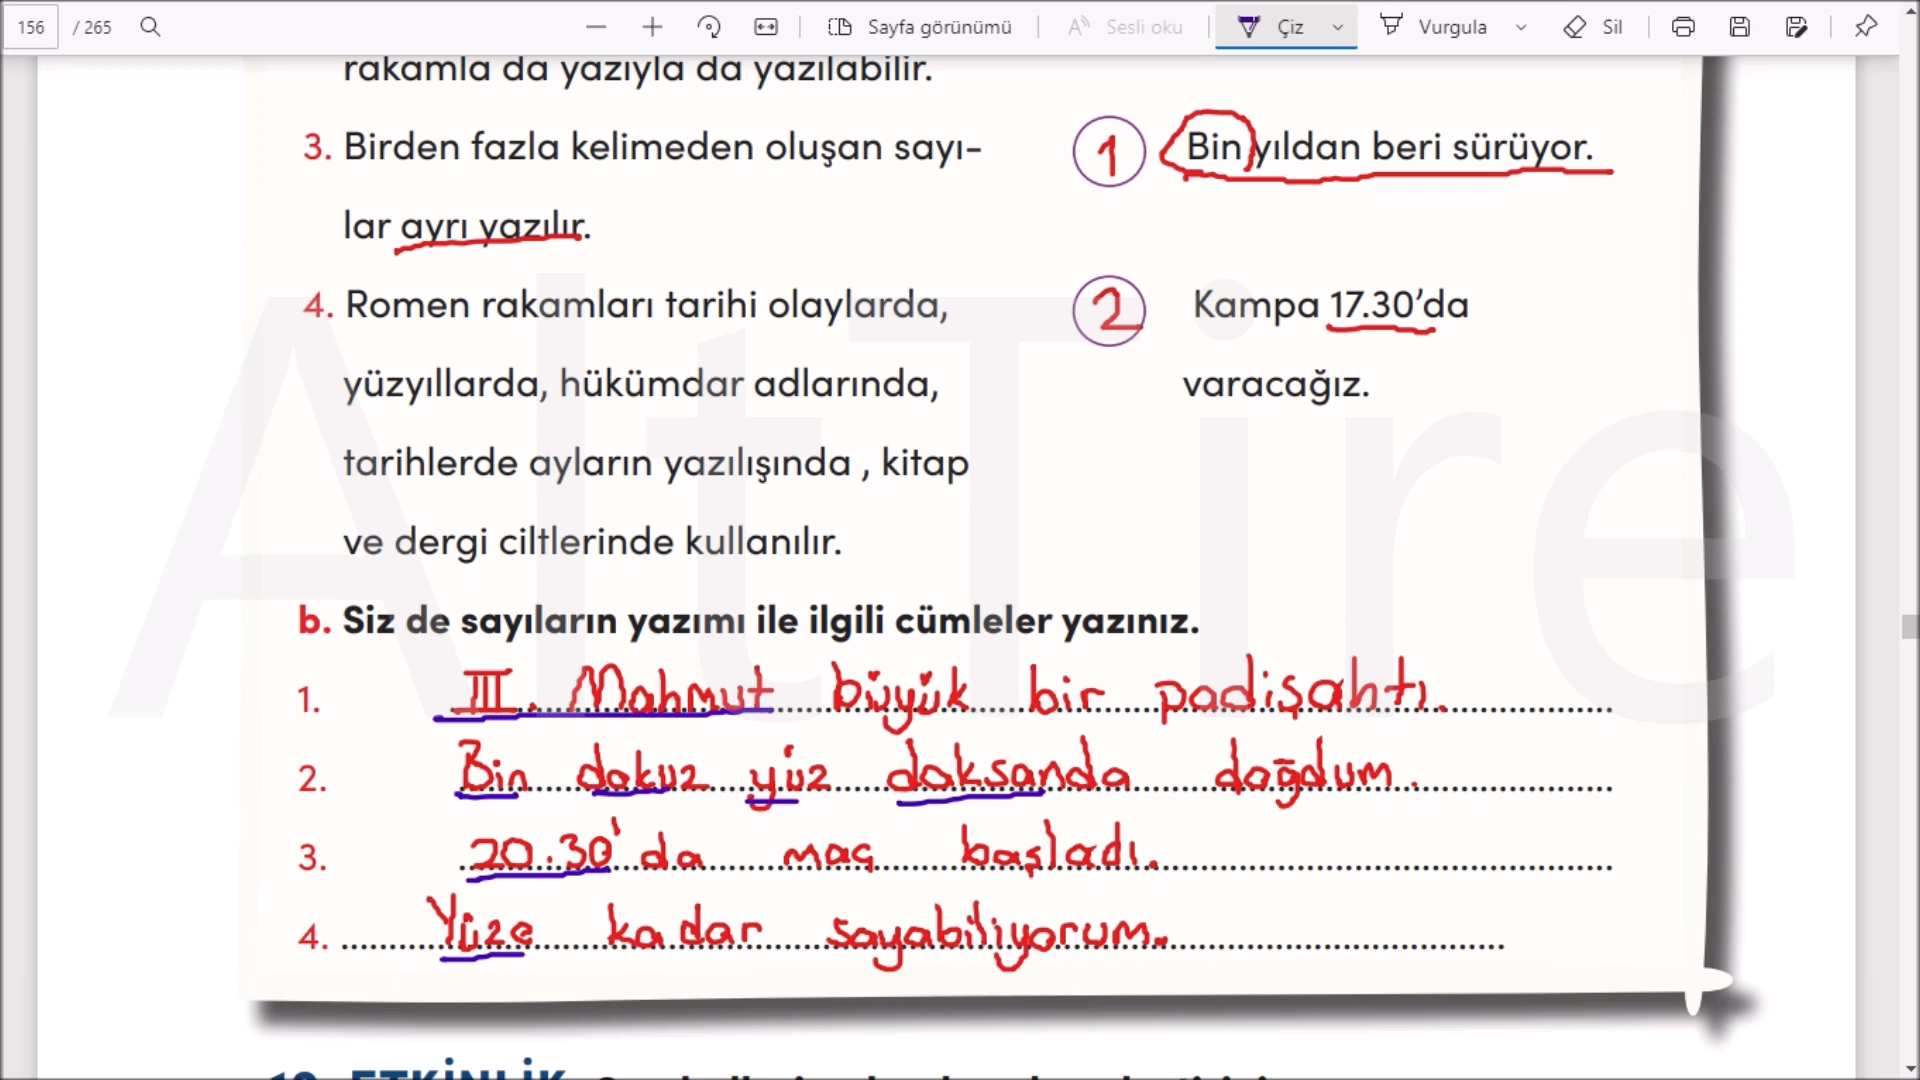 156 / 265 Sayfa görünümü Sesli oku Çiz Vurgula Sil
rakamla da yazıyla da yazılabilir.
3. Birden fazla kelimeden oluşan sayı-
lar ayrı yazılır.
4. Romen rakamları tarihi olaylarda,
yüzyıllarda, hükümdar adlarında,
tarihlerde ayların yazılışında , kitap
ve dergi ciltlerinde kullanılır.
1 Bin yıldan beri sürüyor.
2 Kampa 17.30'da
varacağız.
b. Siz de sayıların yazımı ile ilgili cümleler yazınız.
1. III. Mahmut büyük bir padişahtı.
2. Bin dokuz yüz doksanda doğdum.
3. 20.30'da maç başladı.
4. Yüze kadar sayabiliyorum.
AltTire
ETKİNLİK